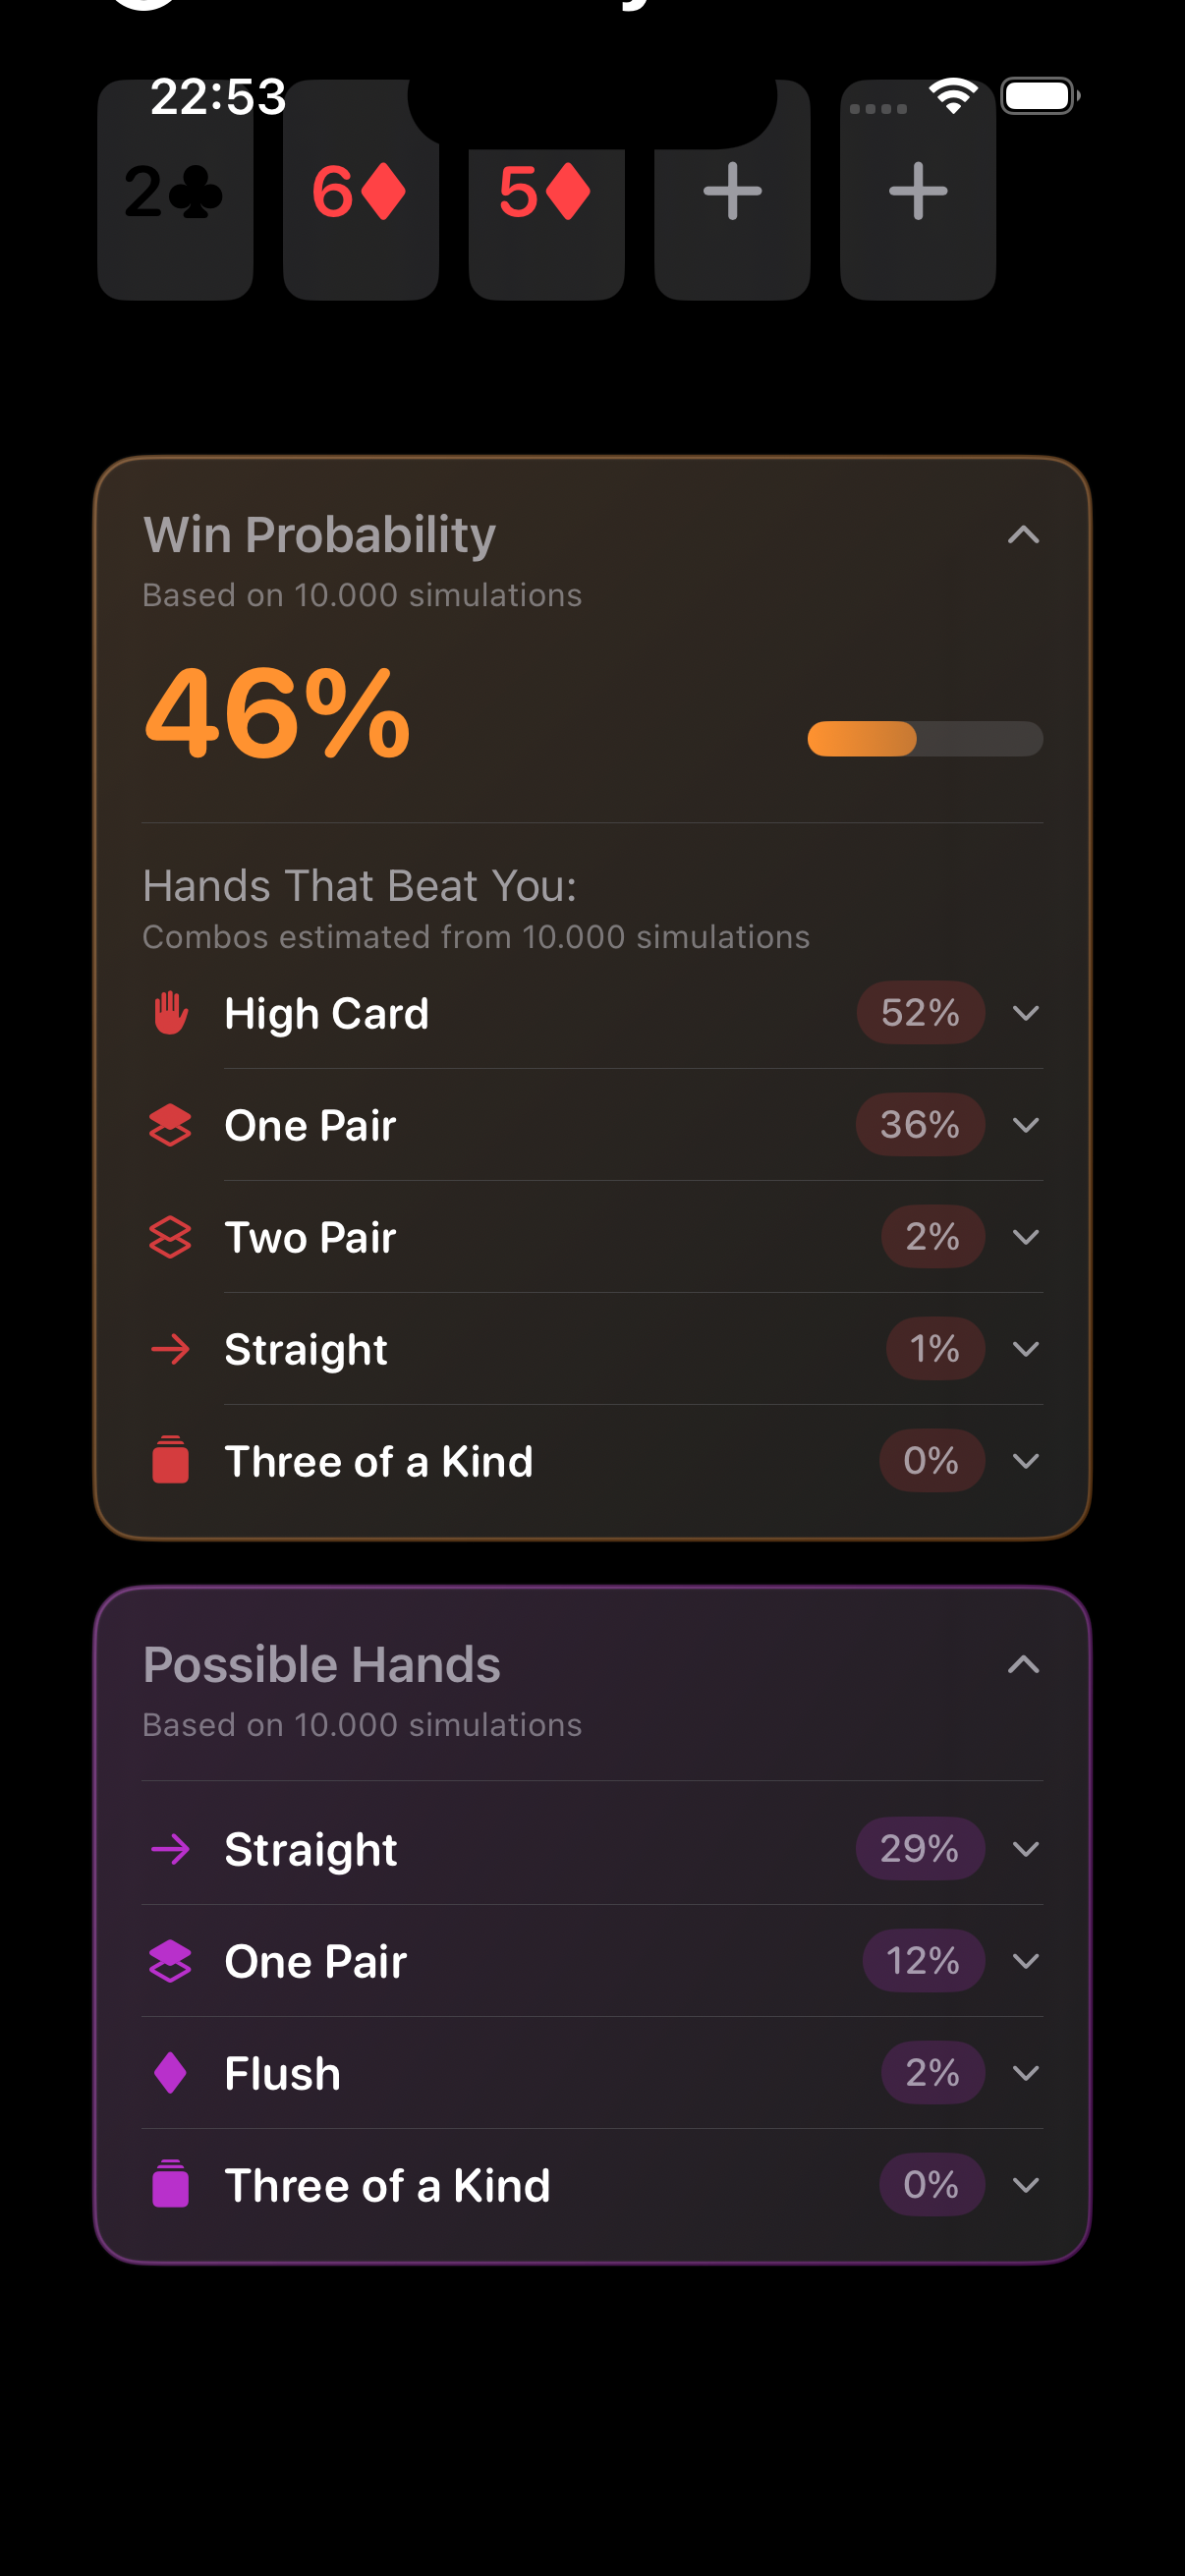 22:53
2♣ 6♦ 5♦ + +
Win Probability
Based on 10.000 simulations
46%
Hands That Beat You:
Combos estimated from 10.000 simulations
High Card 52%
One Pair 36%
Two Pair 2%
Straight 1%
Three of a Kind 0%
Possible Hands
Based on 10.000 simulations
Straight 29%
One Pair 12%
Flush 2%
Three of a Kind 0%